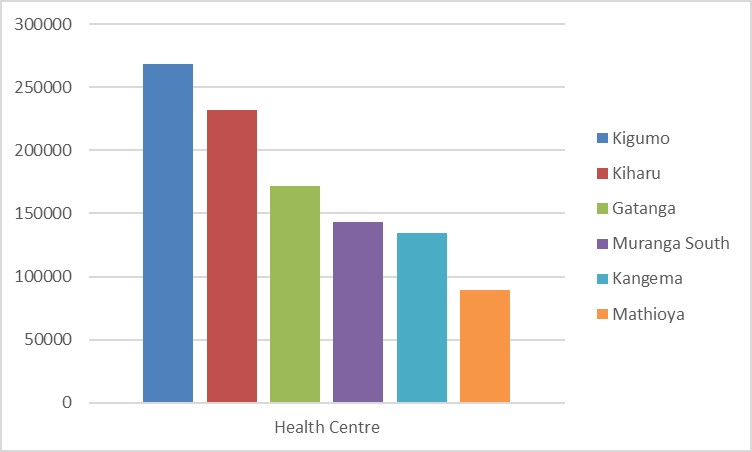 300000
250000
200000
150000
100000
50000
0
Health Centre
Kigumo
Kiharu
Gatanga
Muranga South
Kangema
Mathioya